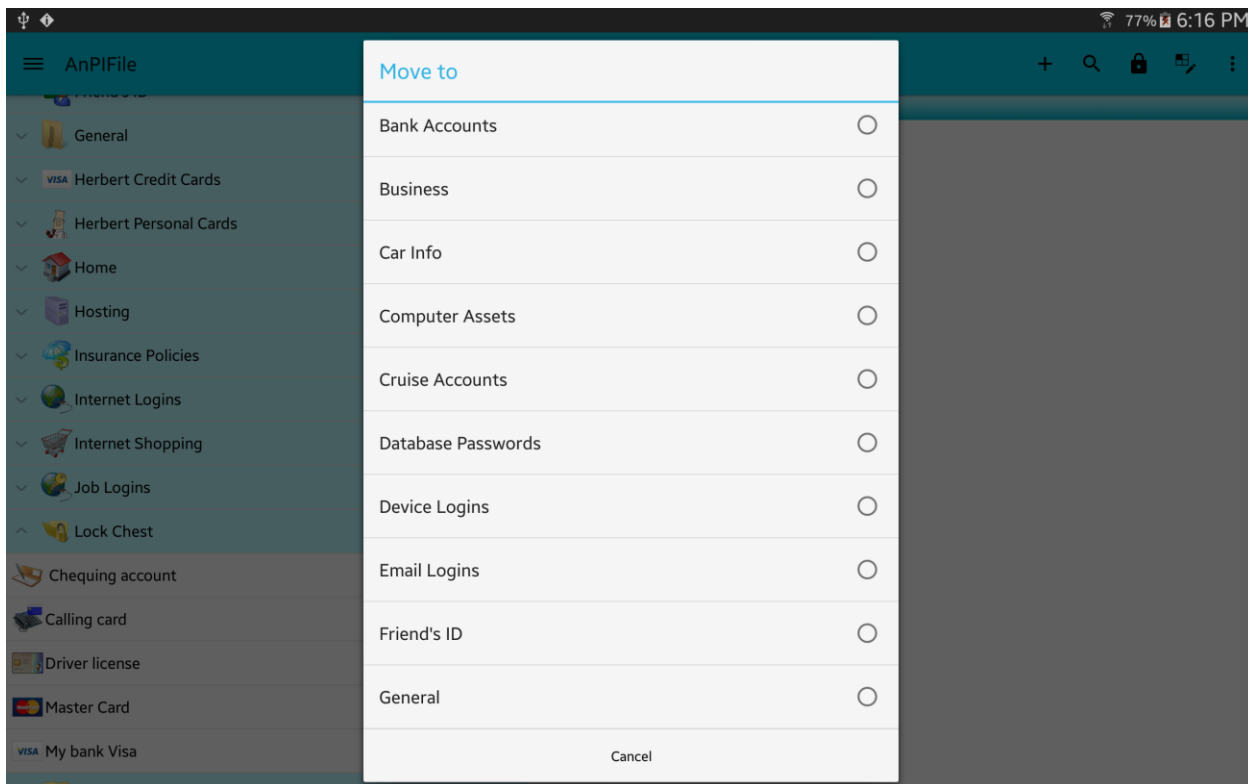 77% 6:16 PM
AnPIFile
Move to
Friend's ID
General
VISA Herbert Credit Cards
Herbert Personal Cards
Home
Hosting
Insurance Policies
Internet Logins
Internet Shopping
Job Logins
Lock Chest
Chequing account
Calling card
Driver license
MasterCard Master Card
VISA My bank Visa
Bank Accounts
Business
Car Info
Computer Assets
Cruise Accounts
Database Passwords
Device Logins
Email Logins
Friend's ID
General
Cancel